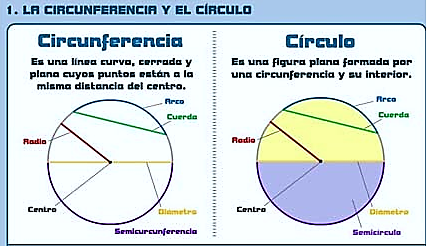 1. LA CIRCUNFERENCIA Y EL CÍRCULO
Circunferencia
Es una línea curva, cerrada y
plana cuyos puntos están a la
misma distancia del centro.
Arco
Cuerda
Radio
Centro
Diámetro
Semicurcunferencia
Círculo
Es una figura plana formada por
una circunferencia y su interior.
Arco
Cuerda
Radio
Centro
Diámetro
Semicírculo